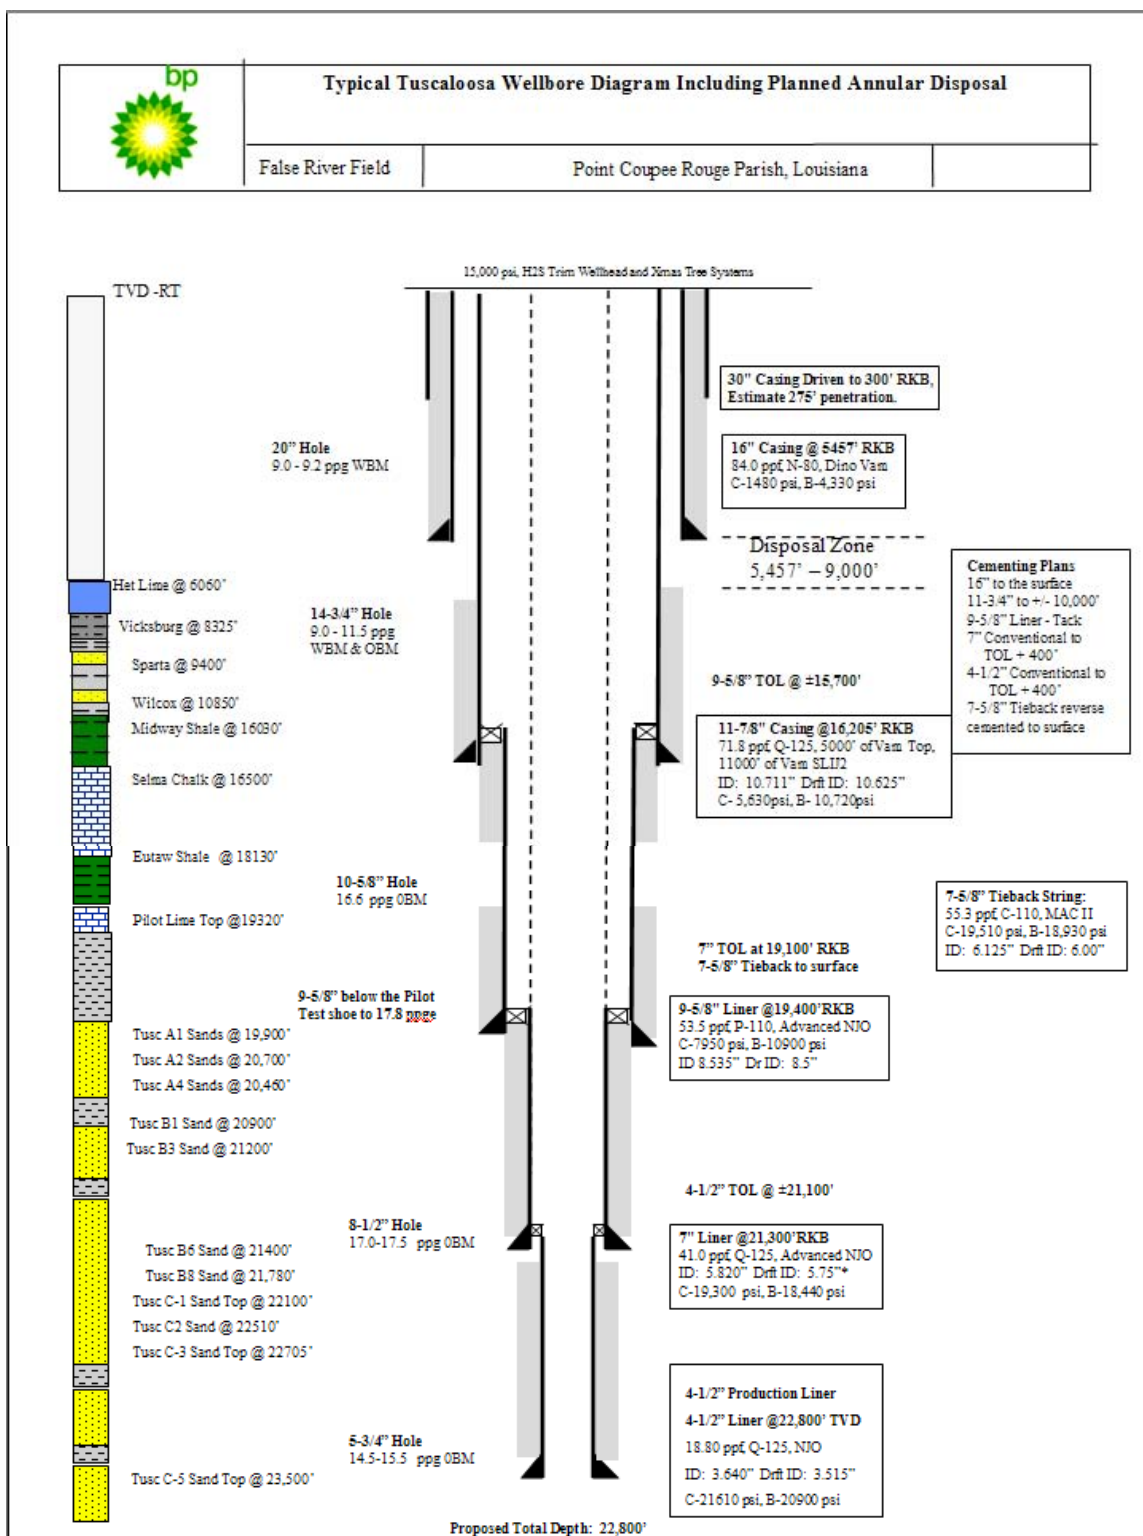 bp
Typical Tuscaloosa Wellbore Diagram Including Planned Annular Disposal
False River Field
Point Coupee Rouge Parish, Louisiana
15,000 psi, H2S Trim Wellhead and Xmas Tree Systems
TVD -RT
30" Casing Driven to 300' RKB,
Estimate 275' penetration.
20" Hole
9.0 - 9.2 ppg WBM
16" Casing @ 5457' RKB
84.0 ppf, N-80, Dino Vam
C-1480 psi, B-4,330 psi
Disposal Zone
5,457' – 9,000'
Cementing Plans
16" to the surface
11-3/4" to +/- 10,000'
9-5/8" Liner - Tack
7" Conventional to
TOL + 400'
4-1/2" Conventional to
TOL + 400'
7-5/8" Tieback reverse
cemented to surface
Het Lime @ 6060'
Vicksburg @ 8325'
Sparta @ 9400'
Wilcox @ 10850'
Midway Shale @ 16030'
Selma Chalk @ 16500'
Eutaw Shale @ 18130'
Pilot Lime Top @19320'
14-3/4" Hole
9.0 - 11.5 ppg
WBM & OBM
9-5/8" TOL @ ±15,700'
11-7/8" Casing @16,205' RKB
71.8 ppf, Q-125, 5000' of Vam Top,
11000' of Vam SLIJ2
ID: 10.711" Drft ID: 10.625"
C- 5,630psi, B- 10,720psi
10-5/8" Hole
16.6 ppg 0BM
7-5/8" Tieback String:
55.3 ppf, C-110, MAC II
C-19,510 psi, B-18,930 psi
ID: 6.125" Drft ID: 6.00"
7" TOL at 19,100' RKB
7-5/8" Tieback to surface
9-5/8" below the Pilot
Test shoe to 17.8 ppge
9-5/8" Liner @19,400'RKB
53.5 ppf, P-110, Advanced NJO
C-7950 psi, B-10900 psi
ID 8.535" Dr ID: 8.5"
Tusc A1 Sands @ 19,900'
Tusc A2 Sands @ 20,700'
Tusc A4 Sands @ 20,460'
Tusc B1 Sand @ 20900'
Tusc B3 Sand @ 21200'
4-1/2" TOL @ ±21,100'
8-1/2" Hole
17.0-17.5 ppg 0BM
7" Liner @21,300'RKB
41.0 ppf, Q-125, Advanced NJO
ID: 5.820" Drft ID: 5.75"*
C-19,300 psi, B-18,440 psi
Tusc B6 Sand @ 21400'
Tusc B8 Sand @ 21,780'
Tusc C-1 Sand Top @ 22100'
Tusc C2 Sand @ 22510'
Tusc C-3 Sand Top @ 22705'
4-1/2" Production Liner
4-1/2" Liner @22,800' TVD
18.80 ppf, Q-125, NJO
ID: 3.640" Drft ID: 3.515"
C-21610 psi, B-20900 psi
5-3/4" Hole
14.5-15.5 ppg 0BM
Tusc C-5 Sand Top @ 23,500'
Proposed Total Depth: 22,800'